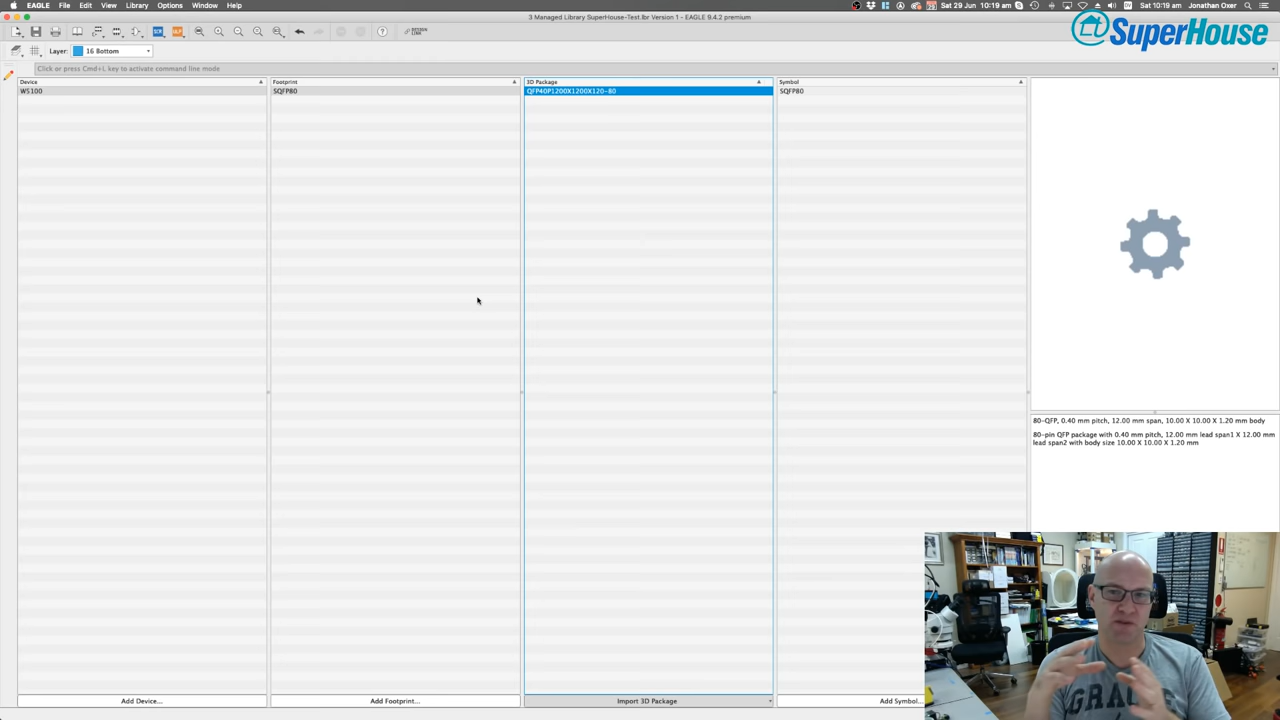 EAGLE File Edit View Library Options Window Help
Sat 29 Jun 10:19 am
Sat 10:19 am Jonathan Oxer
3 Managed Library SuperHouse-Test.lbr Version 1 - EAGLE 9.4.2 premium
SuperHouse
SCR ULP
DESIGN LINK
Layer: 16 Bottom
Click or press Cmd+L key to activate command line mode
Device Footprint 3D Package Symbol
W5100 SQFP80 QFP40P1200X1200X120-80 SQFP80
80-QFP, 0.40 mm pitch, 12.00 mm span, 10.00 X 10.00 X 1.20 mm body
80-pin QFP package with 0.40 mm pitch, 12.00 mm lead span1 X 12.00 mm
lead span2 with body size 10.00 X 10.00 X 1.20 mm
Add Device... Add Footprint... Import 3D Package Add Symbol...